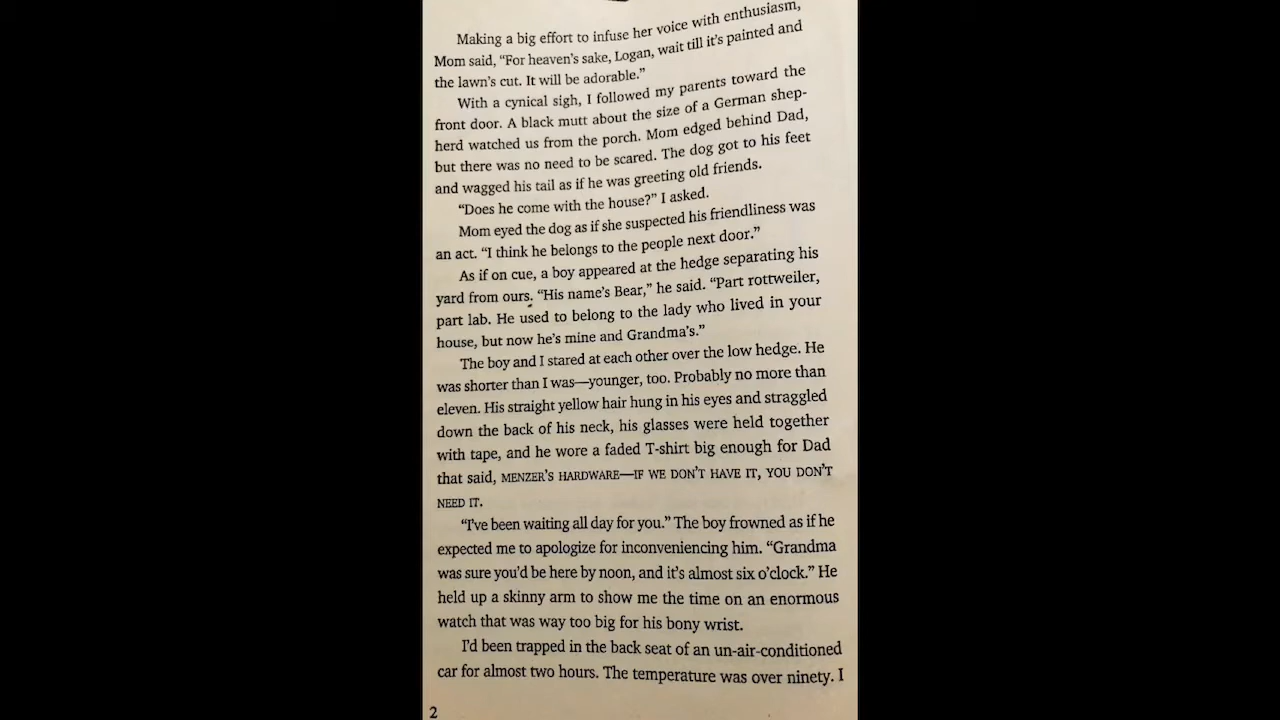 Making a big effort to infuse her voice with enthusiasm,
Mom said, “For heaven’s sake, Logan, wait till it’s painted and
the lawn’s cut. It will be adorable.”
With a cynical sigh, I followed my parents toward the
front door. A black mutt about the size of a German shep-
herd watched us from the porch. Mom edged behind Dad,
but there was no need to be scared. The dog got to his feet
and wagged his tail as if he was greeting old friends.
“Does he come with the house?” I asked.
Mom eyed the dog as if she suspected his friendliness was
an act. “I think he belongs to the people next door.”
As if on cue, a boy appeared at the hedge separating his
yard from ours. “His name’s Bear,” he said. “Part rottweiler,
part lab. He used to belong to the lady who lived in your
house, but now he’s mine and Grandma’s.”
The boy and I stared at each other over the low hedge. He
was shorter than I was—younger, too. Probably no more than
eleven. His straight yellow hair hung in his eyes and straggled
down the back of his neck, his glasses were held together
with tape, and he wore a faded T-shirt big enough for Dad
that said, MENZER’S HARDWARE—IF WE DON’T HAVE IT, YOU DON’T
NEED IT.
“I’ve been waiting all day for you.” The boy frowned as if he
expected me to apologize for inconveniencing him. “Grandma
was sure you’d be here by noon, and it’s almost six o’clock.” He
held up a skinny arm to show me the time on an enormous
watch that was way too big for his bony wrist.
I’d been trapped in the back seat of an un-air-conditioned
car for almost two hours. The temperature was over ninety. I
2